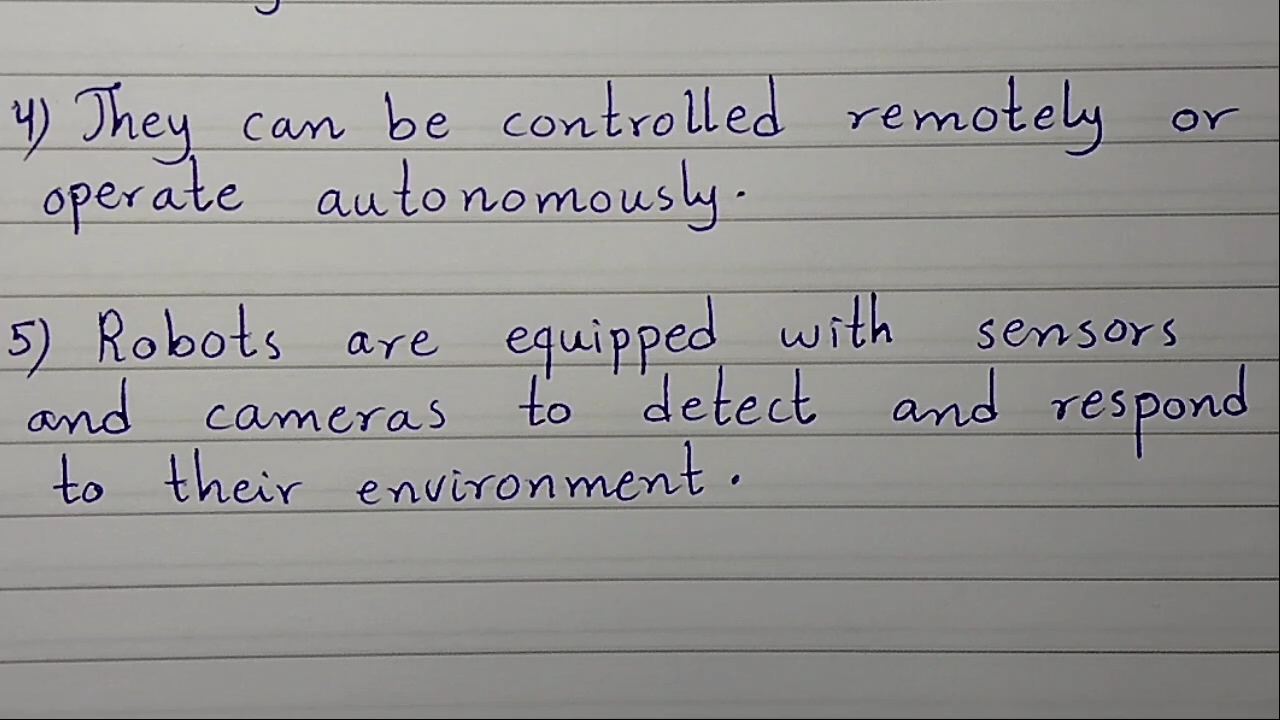 4) They can be controlled remotely or
operate autonomously.
5) Robots are equipped with sensors
and cameras to detect and respond
to their environment.